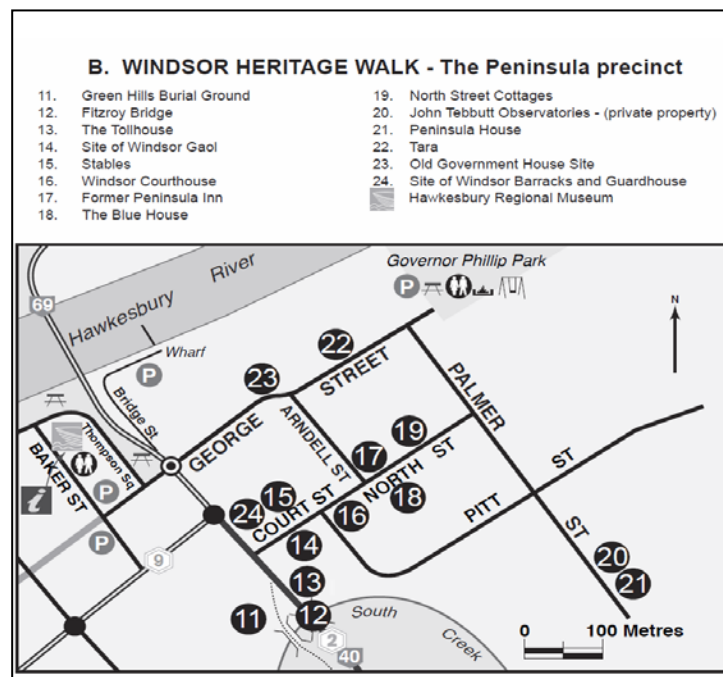 B. WINDSOR HERITAGE WALK - The Peninsula precinct
11. Green Hills Burial Ground
12. Fitzroy Bridge
13. The Tollhouse
14. Site of Windsor Gaol
15. Stables
16. Windsor Courthouse
17. Former Peninsula Inn
18. The Blue House
19. North Street Cottages
20. John Tebbutt Observatories - (private property)
21. Peninsula House
22. Tara
23. Old Government House Site
24. Site of Windsor Barracks and Guardhouse
Hawkesbury Regional Museum
Governor Phillip Park
P
69
Hawkesbury River
N
22
Wharf
P
23
STREET
PALMER
Bridge St
ARNDELL ST
GEORGE
Thompson Sq
BAKER ST
19
17
NORTH ST
18
15
24
COURT ST
16
PITT ST
i
P
P
9
14
ST
20
21
13
12
11
South Creek
2
40
0 100 Metres